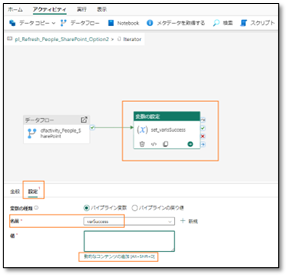 ホーム アクティビティ 実行 表示
データのコピー データフロー Notebook メタデータを取得する 検索 スクリプト
pl_Refresh_People_SharePoint_Option2 > Iterator
データフロー
dfactivity_People_S
変数の設定
(X) set_varisSuccess
全般 設定
変数の種類 パイプライン変数 パイプラインの戻り値
名前 * varSuccess 新規
値
動的なコンテンツの追加 [Alt+Shift+D]